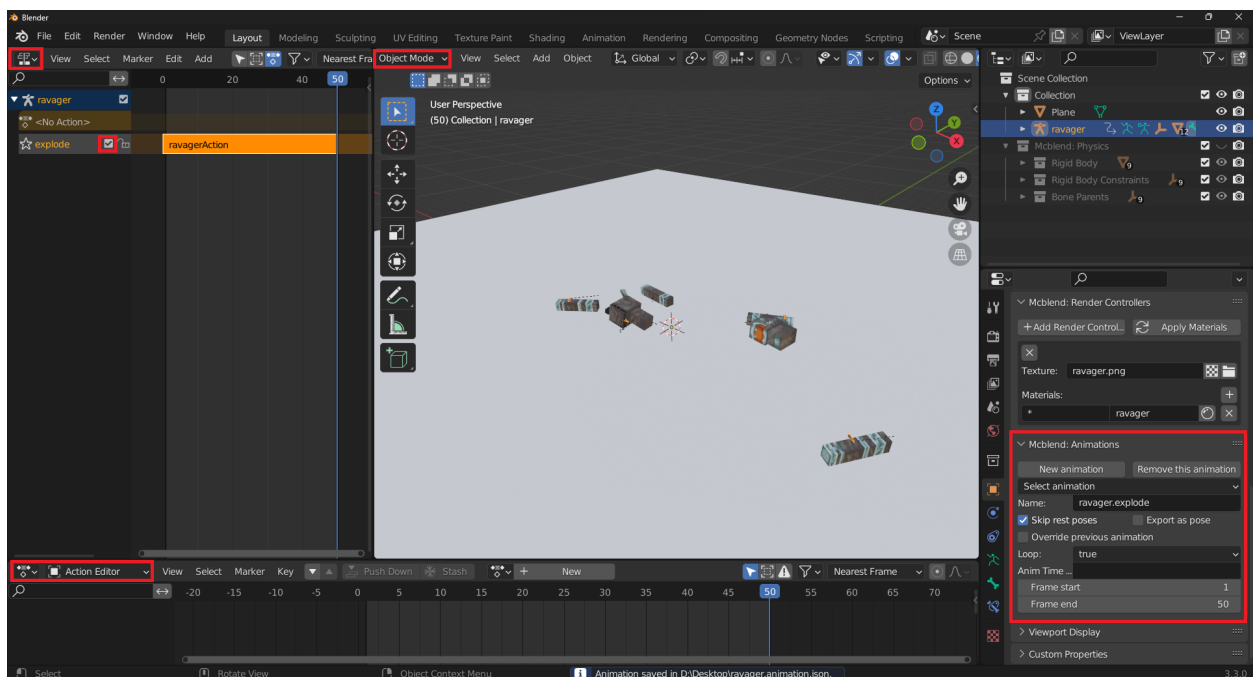 Blender
File Edit Render Window Help Layout Modeling Sculpting UV Editing Texture Paint Shading Animation Rendering Compositing Geometry Nodes Scripting Scene ViewLayer
View Select Marker Edit Add Nearest Fra
Object Mode View Select Add Object Global
Options
0 20 40 50
ravager
<No Action>
explode ravagerAction
User Perspective
(50) Collection | ravager
Z
Y
X
Scene Collection
Collection
Plane
ravager 12
Mcblend: Physics
Rigid Body 9
Rigid Body Constraints 9
Bone Parents 9
Mcblend: Render Controllers
+Add Render Control.. Apply Materials
Texture: ravager.png
Materials:
* ravager
Mcblend: Animations
New animation Remove this animation
Select animation
Name: ravager.explode
Skip rest poses Export as pose
Override previous animation
Loop: true
Anim Time ...
Frame start 1
Frame end 50
Viewport Display
Custom Properties
Action Editor View Select Marker Key Push Down Stash New Nearest Frame
-20 -15 -10 -5 0 5 10 15 20 25 30 35 40 45 50 55 60 65 70
Select Rotate View Object Context Menu Animation saved in D:\Desktop\ravager.animation.json. 3.3.0